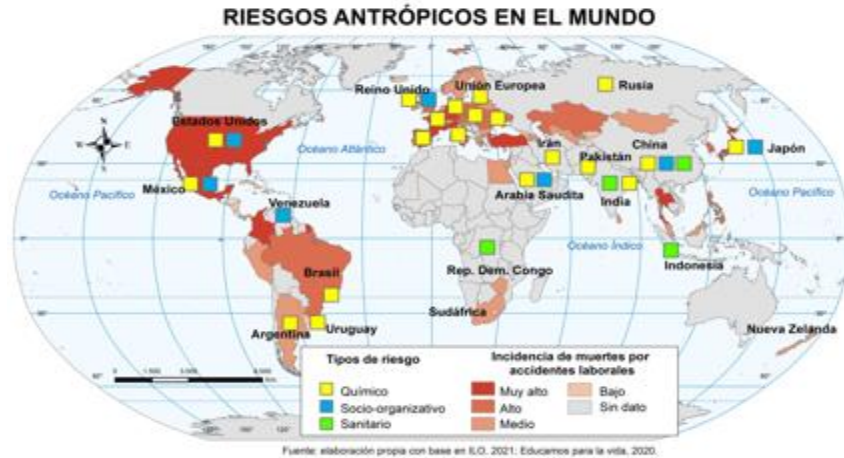 RIESGOS ANTRÓPICOS EN EL MUNDO
Reino Unido
Unión Europea
Rusia
Estados Unidos
Océano Atlántico
Irán
China
Japón
Pakistán
México
Océano Pacífico
Venezuela
Arabia Saudita
India
Océano Pacífico
Océano Índico
Brasil
Rep. Dem. Congo
Indonesia
Argentina
Uruguay
Sudáfrica
Nueva Zelanda
Tipos de riesgo
Incidencia de muertes por
accidentes laborales
Químico
Muy alto
Bajo
Socio-organizativo
Alto
Sin dato
Sanitario
Medio
Fuente: elaboración propia con base en ILO, 2021; Educamos para la vida, 2020.